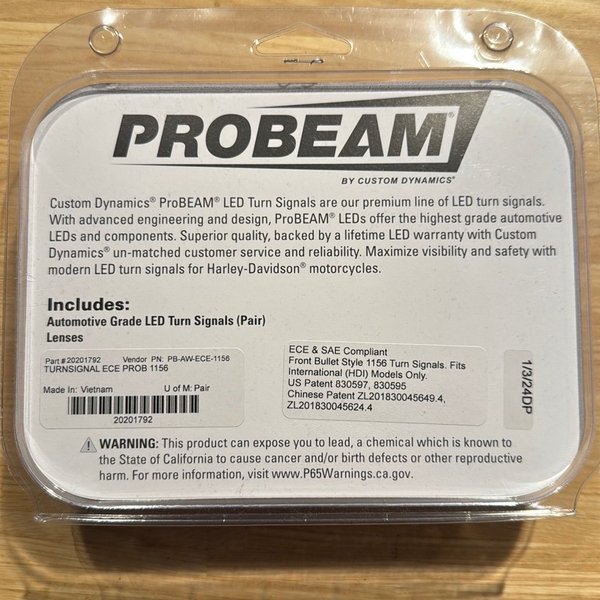 PROBEAM®
BY CUSTOM DYNAMICS®
Custom Dynamics® ProBEAM® LED Turn Signals are our premium line of LED turn signals.
With advanced engineering and design, ProBEAM® LEDs offer the highest grade automotive
LEDs and components. Superior quality, backed by a lifetime LED warranty with Custom
Dynamics® un-matched customer service and reliability. Maximize visibility and safety with
modern LED turn signals for Harley-Davidson® motorcycles.
Includes:
Automotive Grade LED Turn Signals (Pair)
Lenses
Part # 20201792 Vendor PN: PB-AW-ECE-1156
TURNSIGNAL ECE PROB 1156
Made In: Vietnam U of M: Pair
20201792
ECE & SAE Compliant
Front Bullet Style 1156 Turn Signals. Fits
International (HDI) Models Only.
US Patent 830597, 830595
Chinese Patent ZL201830045649.4,
ZL201830045624.4
1/3/24DP
WARNING: This product can expose you to lead, a chemical which is known to
the State of California to cause cancer and/or birth defects or other reproductive
harm. For more information, visit www.P65Warnings.ca.gov.